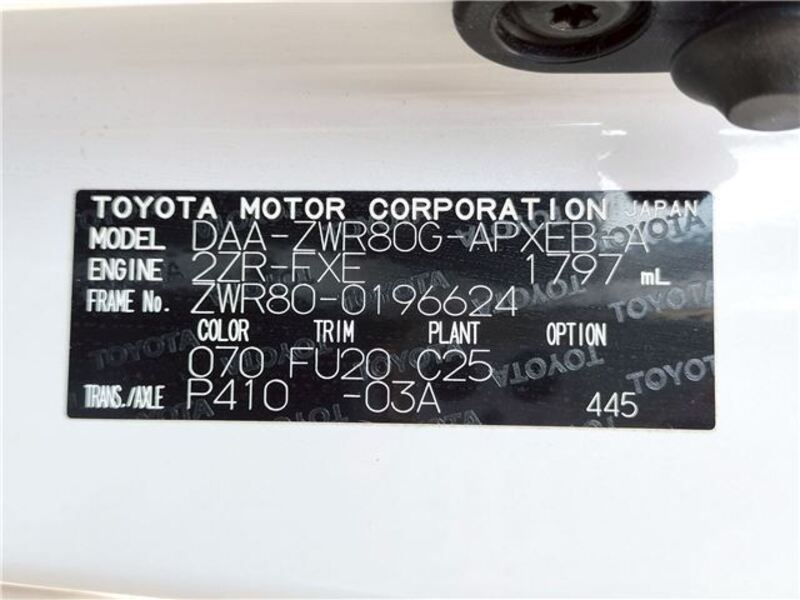 TOYOTA MOTOR CORPORATION JAPAN
MODEL DAA-ZWR80G-APXEB-A
ENGINE 2ZR-FXE 1797 mL
FRAME No. ZWR80-0196624
COLOR TRIM PLANT OPTION
070 FU20 C25
TRANS./AXLE P410 -03A 445